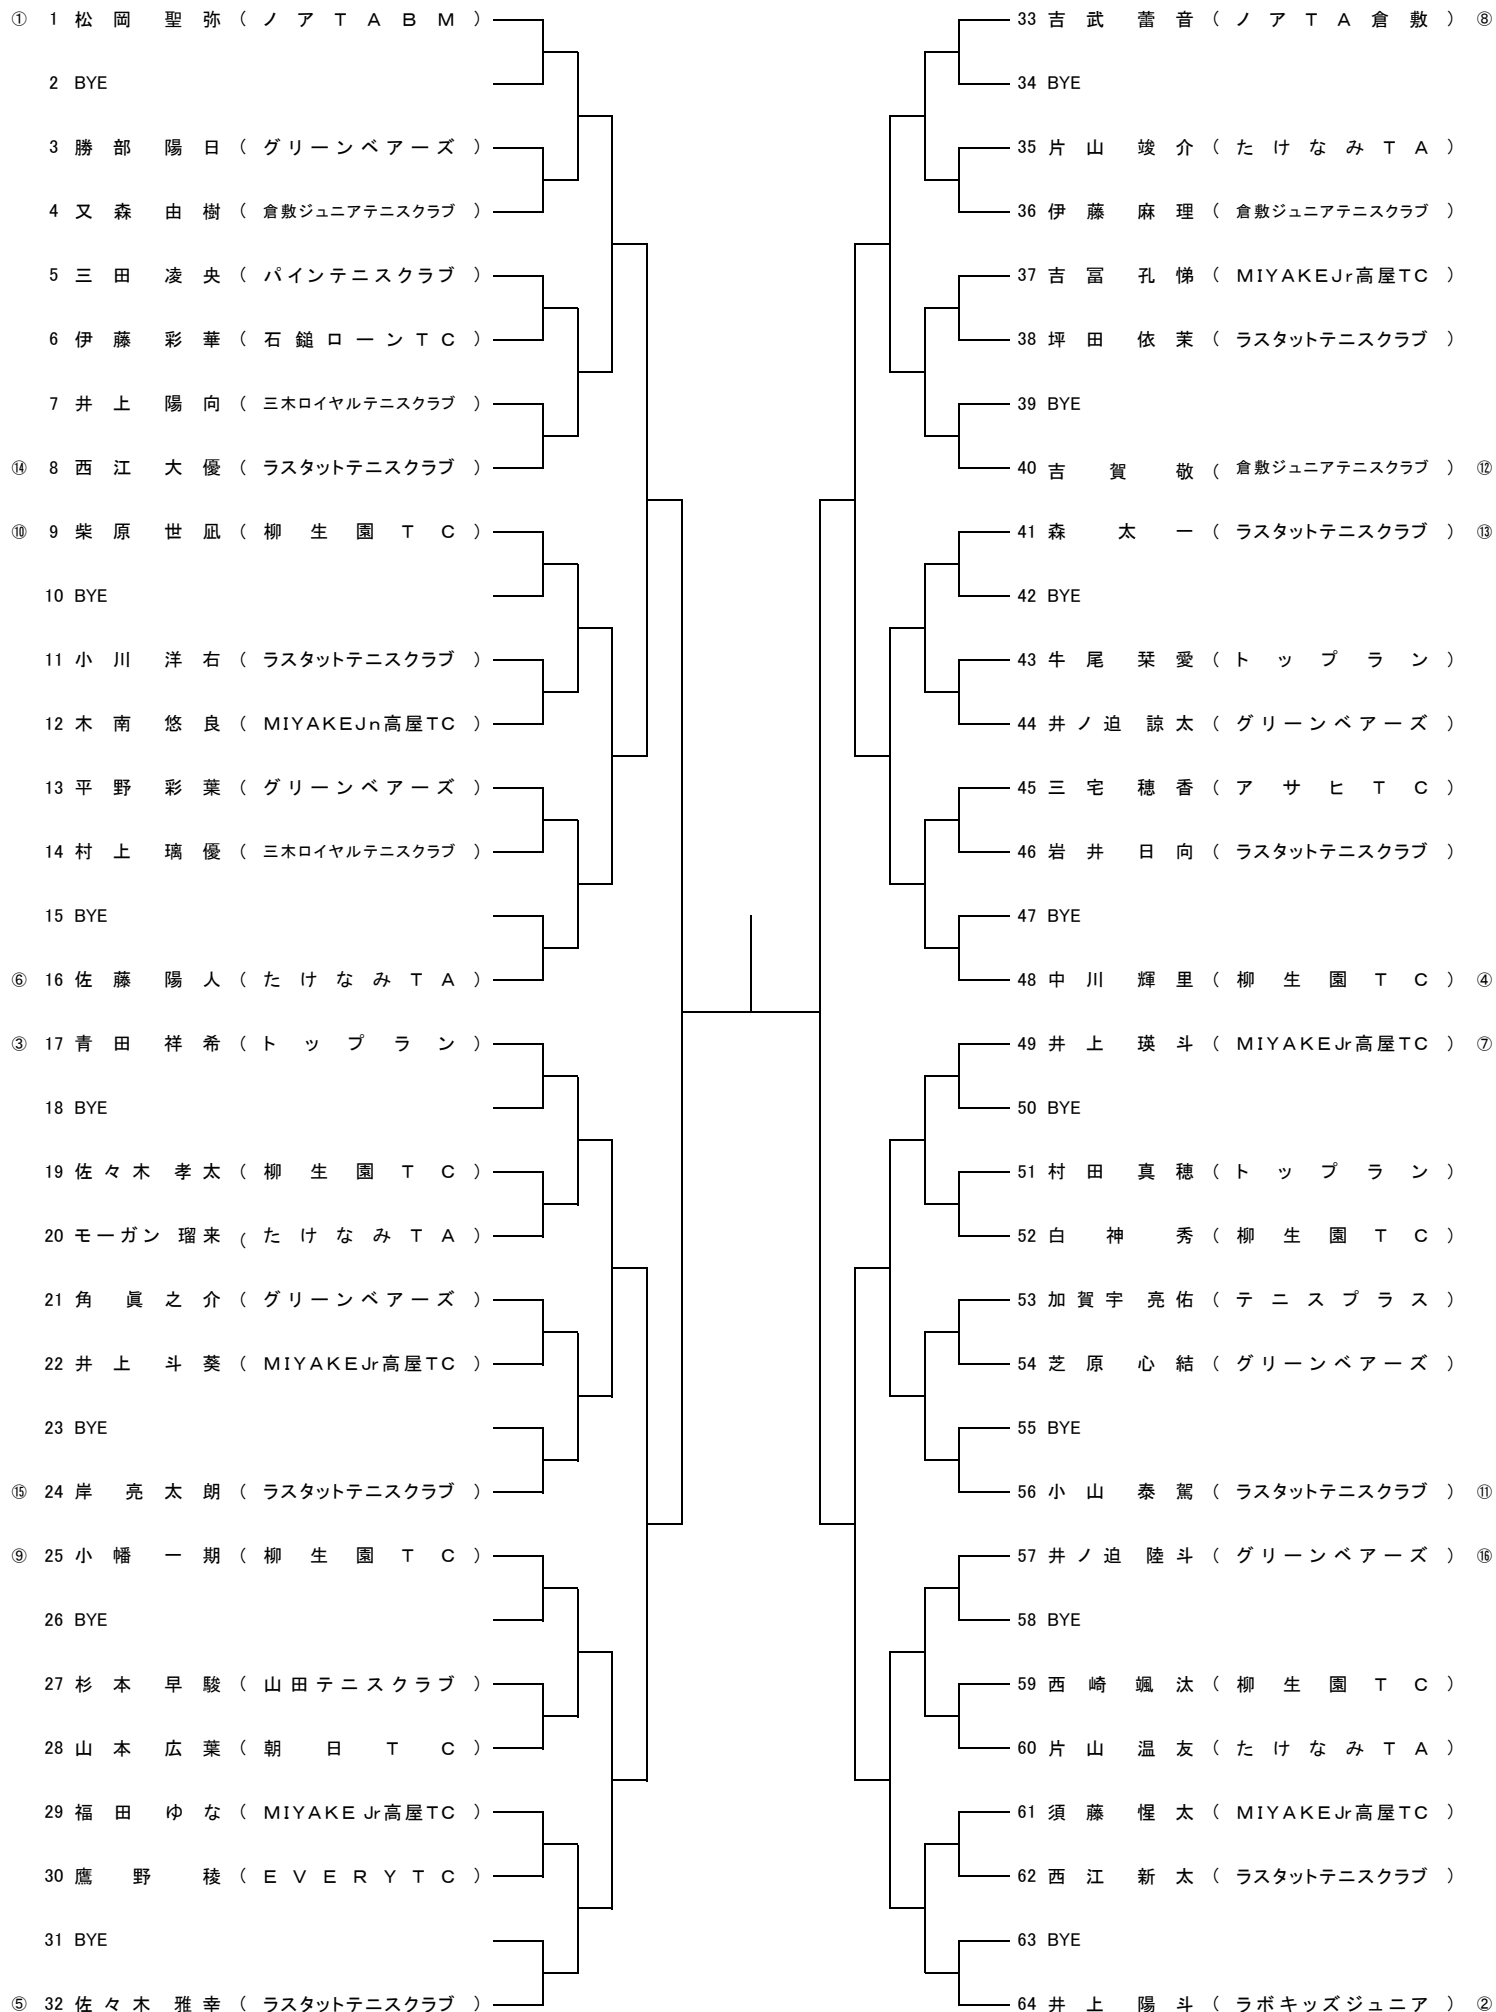 ① 1 松岡 聖弥 (ノアTABM)
2 BYE
3 勝部 陽日 (グリーンベアーズ)
4 又森 由樹 (倉敷ジュニアテニスクラブ)
5 三田 凌央 (パインテニスクラブ)
6 伊藤 彩華 (石鎚ローンTC)
7 井上 陽向 (三木ロイヤルテニスクラブ)
⑭ 8 西江 大優 (ラスタットテニスクラブ)
⑩ 9 柴原 世凪 (柳生園TC)
10 BYE
11 小川 洋右 (ラスタットテニスクラブ)
12 木南 悠良 (MIYAKEJn高屋TC)
13 平野 彩葉 (グリーンベアーズ)
14 村上 璃優 (三木ロイヤルテニスクラブ)
15 BYE
⑥ 16 佐藤 陽人 (たけなみTA)
③ 17 青田 祥希 (トップラン)
18 BYE
19 佐々木 孝太 (柳生園TC)
20 モーガン 瑠来 (たけなみTA)
21 角 眞之介 (グリーンベアーズ)
22 井上 斗葵 (MIYAKEJr高屋TC)
23 BYE
⑮ 24 岸 亮太朗 (ラスタットテニスクラブ)
⑨ 25 小幡 一期 (柳生園TC)
26 BYE
27 杉本 早駿 (山田テニスクラブ)
28 山本 広葉 (朝日TC)
29 福田 ゆな (MIYAKE Jr高屋TC)
30 鷹野 稜 (EVERYTC)
31 BYE
⑤ 32 佐々木 雅幸 (ラスタットテニスクラブ)
33 吉武 蕾音 (ノアTA倉敷) ⑧
34 BYE
35 片山 竣介 (たけなみTA)
36 伊藤 麻理 (倉敷ジュニアテニスクラブ)
37 吉冨 孔悌 (MIYAKEJr高屋TC)
38 坪田 依茉 (ラスタットテニスクラブ)
39 BYE
40 吉賀 敬 (倉敷ジュニアテニスクラブ) ⑫
41 森 太一 (ラスタットテニスクラブ) ⑬
42 BYE
43 牛尾 栞愛 (トップラン)
44 井ノ迫 諒太 (グリーンベアーズ)
45 三宅 穂香 (アサヒTC)
46 岩井 日向 (ラスタットテニスクラブ)
47 BYE
48 中川 輝里 (柳生園TC) ④
49 井上 瑛斗 (MIYAKEJr高屋TC) ⑦
50 BYE
51 村田 真穂 (トップラン)
52 白神 秀 (柳生園TC)
53 加賀宇 亮佑 (テニスプラス)
54 芝原 心結 (グリーンベアーズ)
55 BYE
56 小山 泰駕 (ラスタットテニスクラブ) ⑪
57 井ノ迫 陸斗 (グリーンベアーズ) ⑯
58 BYE
59 西崎 颯汰 (柳生園TC)
60 片山 温友 (たけなみTA)
61 須藤 惺太 (MIYAKEJr高屋TC)
62 西江 新太 (ラスタットテニスクラブ)
63 BYE
64 井上 陽斗 (ラボキッズジュニア) ②